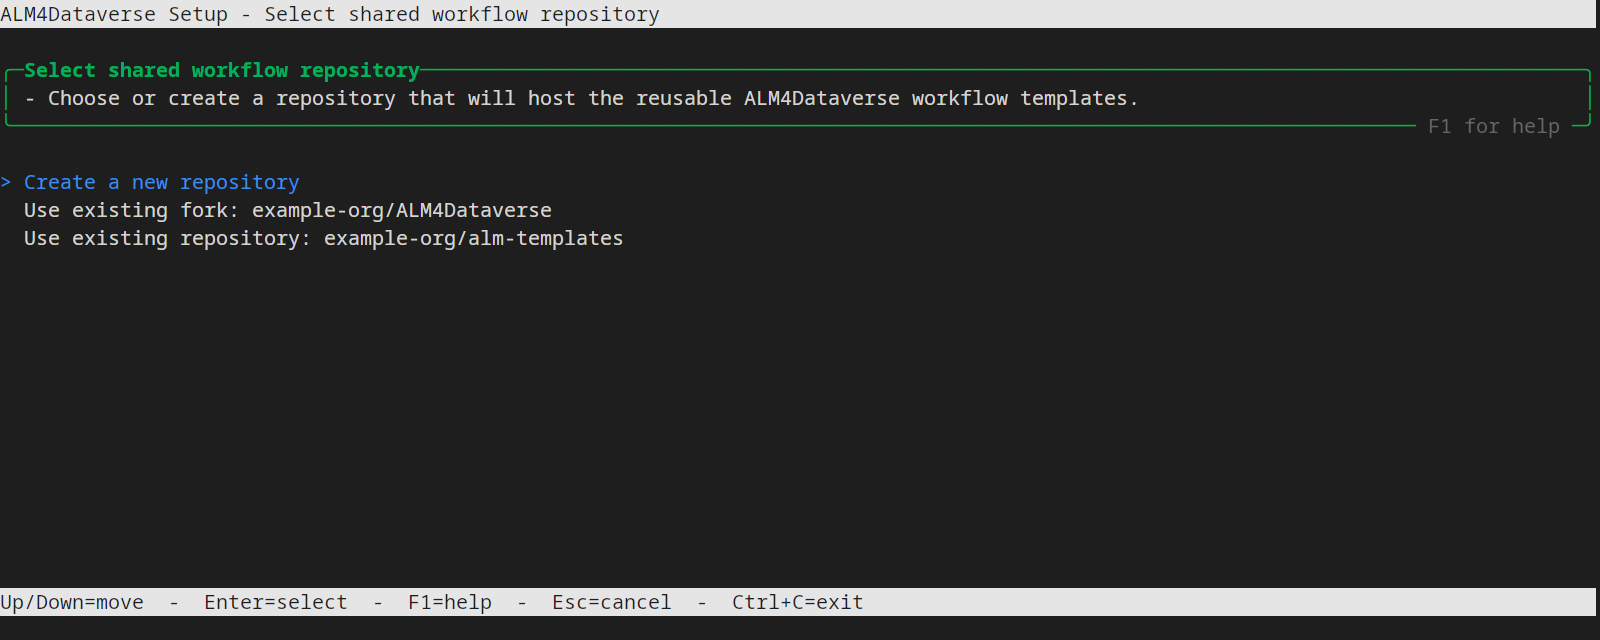 ALM4Dataverse Setup - Select shared workflow repository
Select shared workflow repository
- Choose or create a repository that will host the reusable ALM4Dataverse workflow templates.
F1 for help
> Create a new repository
Use existing fork: example-org/ALM4Dataverse
Use existing repository: example-org/alm-templates
Up/Down=move  -  Enter=select  -  F1=help  -  Esc=cancel  -  Ctrl+C=exit